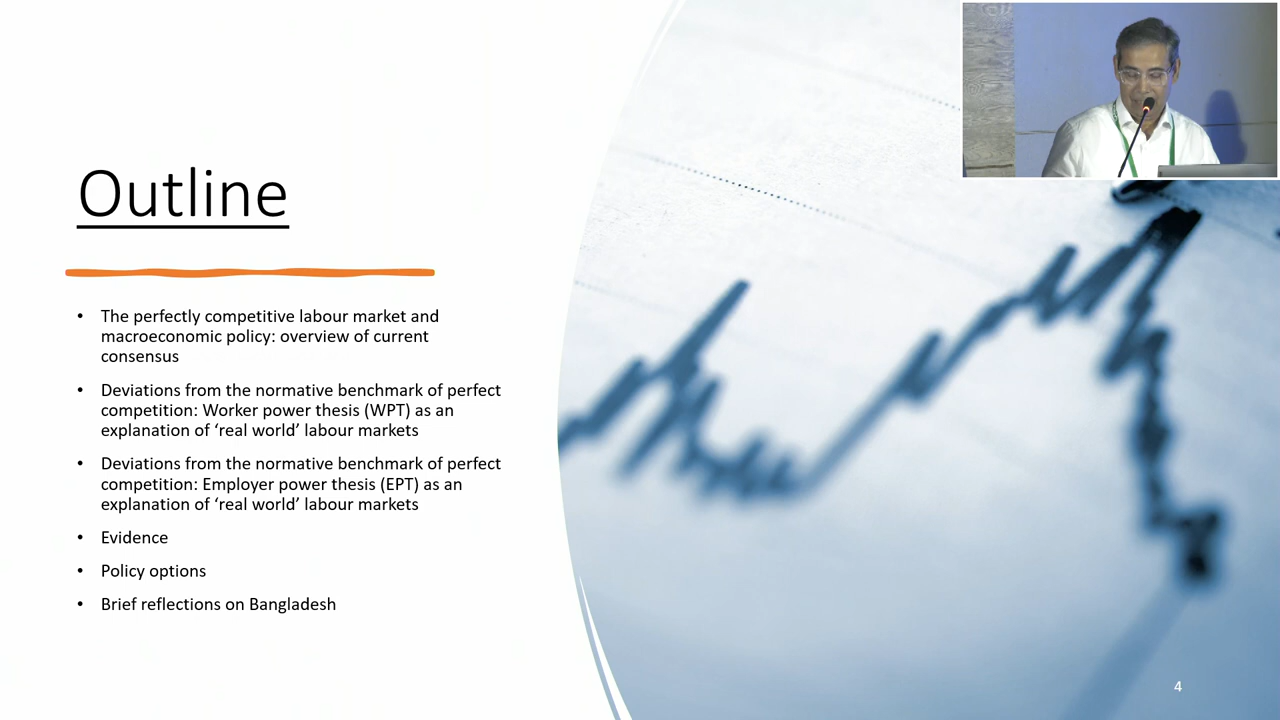 Outline
• The perfectly competitive labour market and
macroeconomic policy: overview of current
consensus
• Deviations from the normative benchmark of perfect
competition: Worker power thesis (WPT) as an
explanation of ‘real world’ labour markets
• Deviations from the normative benchmark of perfect
competition: Employer power thesis (EPT) as an
explanation of ‘real world’ labour markets
• Evidence
• Policy options
• Brief reflections on Bangladesh
4